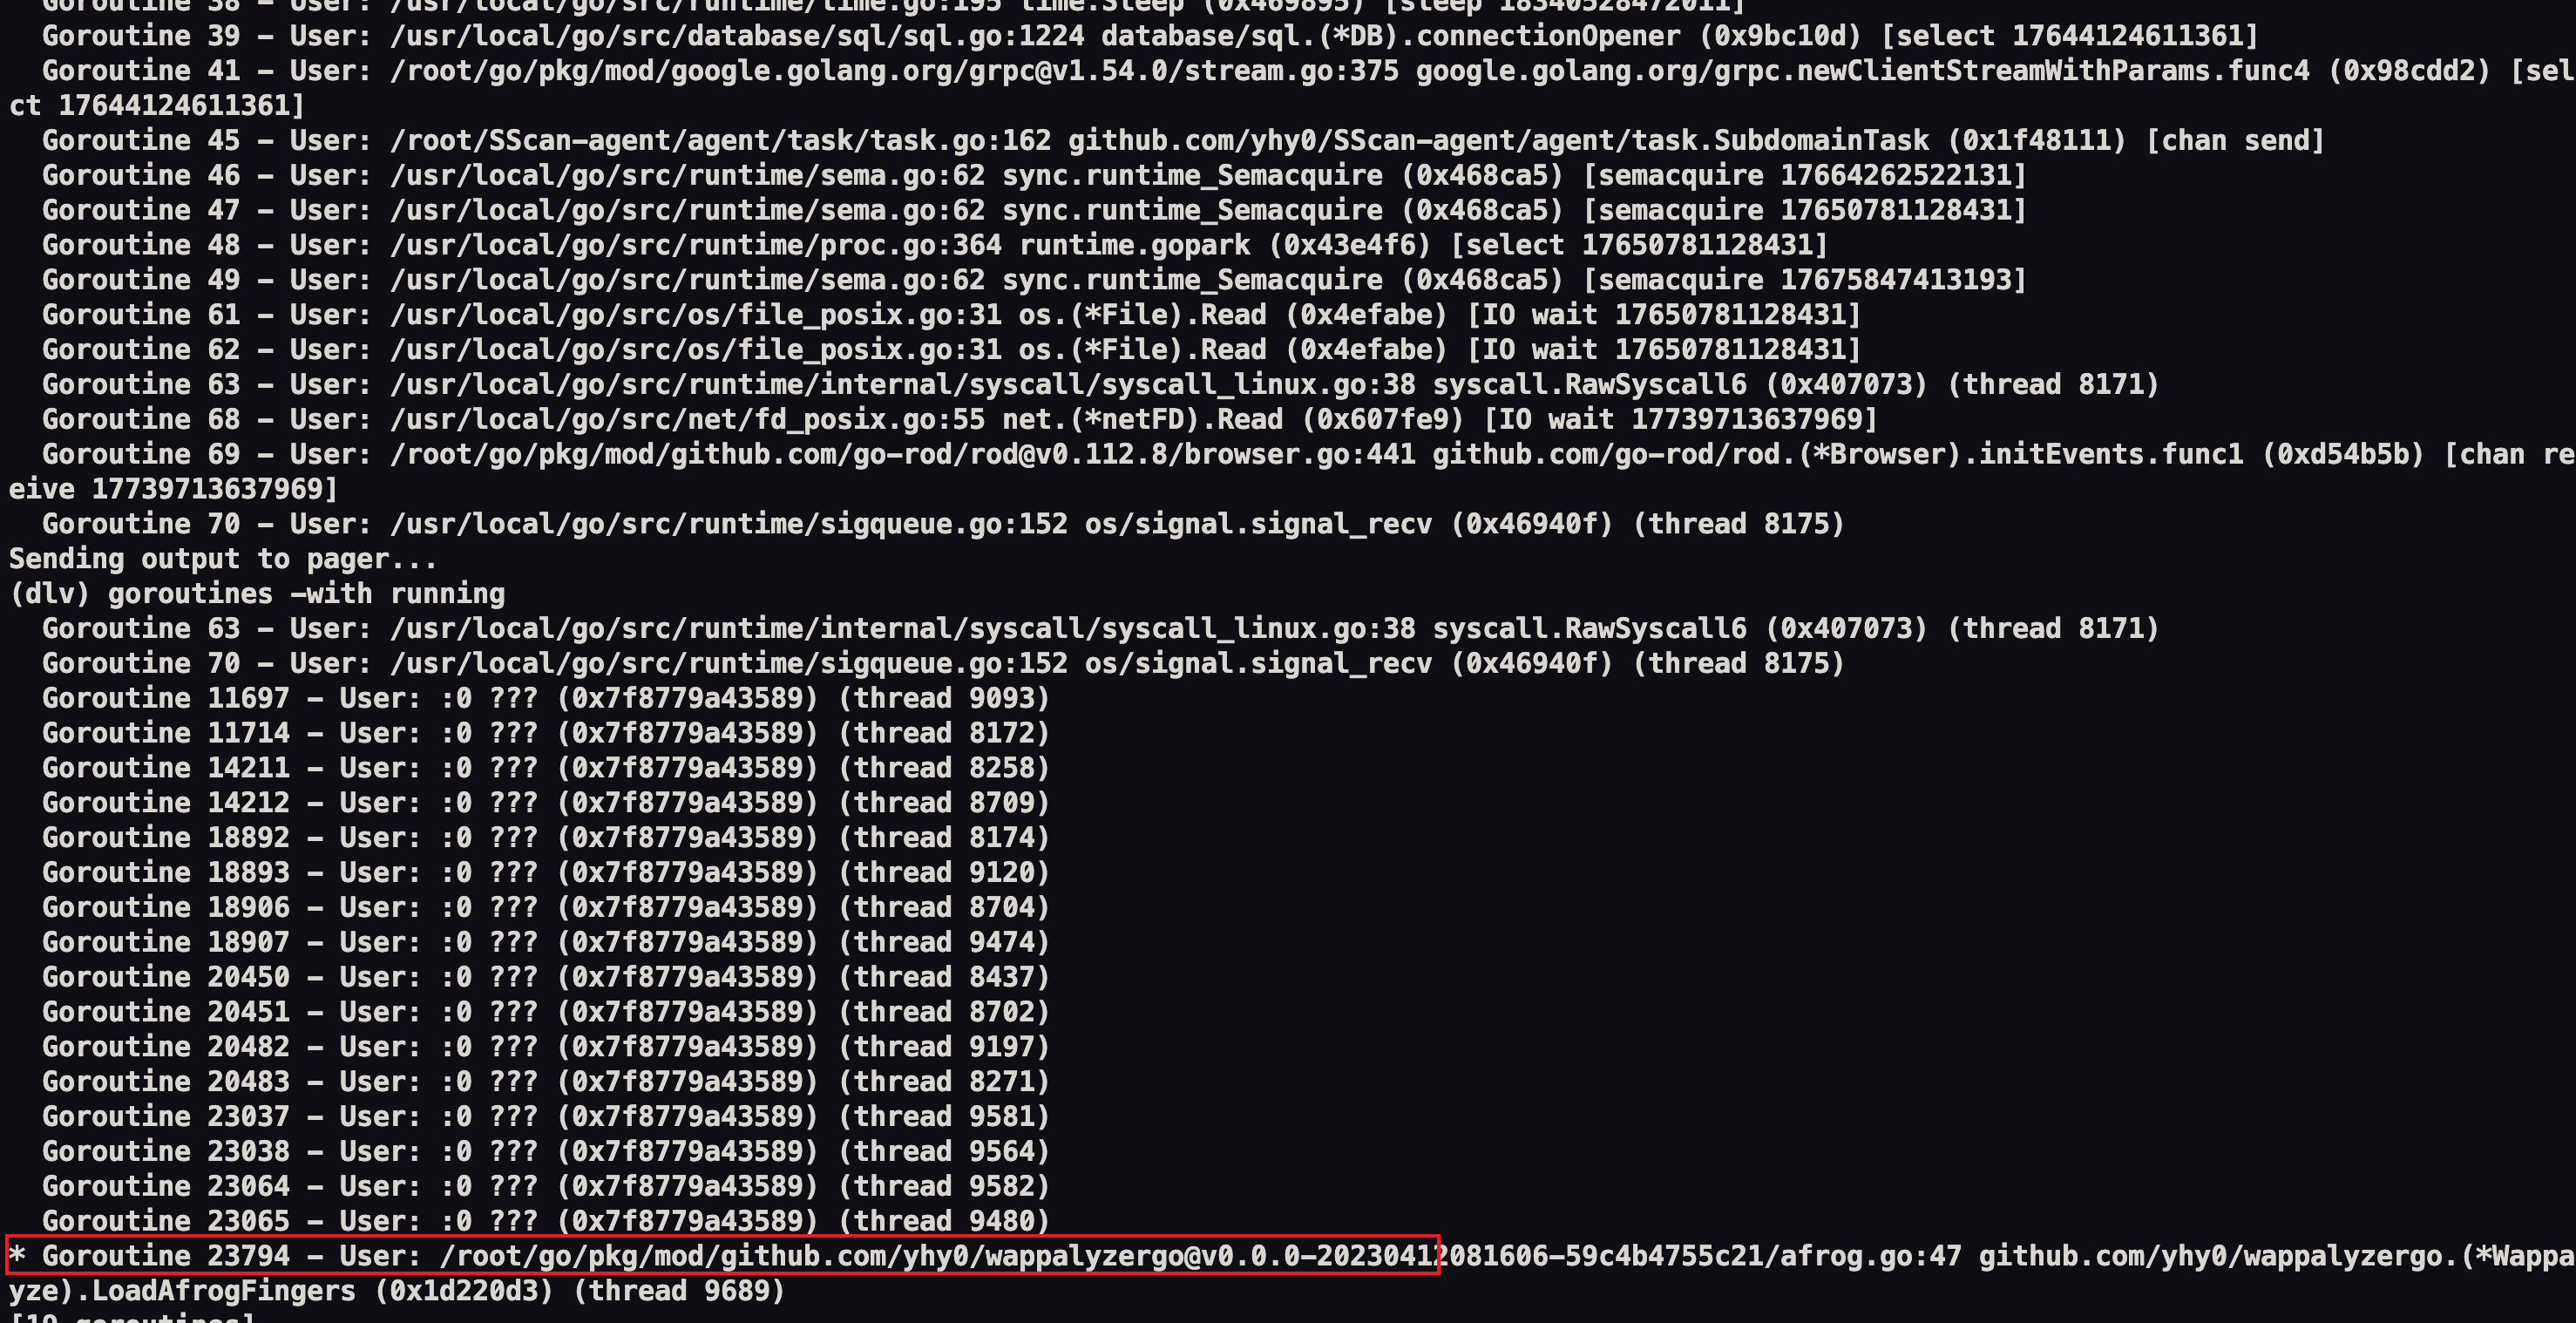 Goroutine 38 – User: /usr/local/go/src/runtime/time.go:195 time.Sleep (0x469895) [sleep 18340528472011]
Goroutine 39 – User: /usr/local/go/src/database/sql/sql.go:1224 database/sql.(*DB).connectionOpener (0x9bc10d) [select 17644124611361]
Goroutine 41 – User: /root/go/pkg/mod/google.golang.org/grpc@v1.54.0/stream.go:375 google.golang.org/grpc.newClientStreamWithParams.func4 (0x98cdd2) [sel
ct 17644124611361]
Goroutine 45 – User: /root/SScan-agent/agent/task/task.go:162 github.com/yhy0/SScan-agent/agent/task.SubdomainTask (0x1f48111) [chan send]
Goroutine 46 – User: /usr/local/go/src/runtime/sema.go:62 sync.runtime_Semacquire (0x468ca5) [semacquire 17664262522131]
Goroutine 47 – User: /usr/local/go/src/runtime/sema.go:62 sync.runtime_Semacquire (0x468ca5) [semacquire 17650781128431]
Goroutine 48 – User: /usr/local/go/src/runtime/proc.go:364 runtime.gopark (0x43e4f6) [select 17650781128431]
Goroutine 49 – User: /usr/local/go/src/runtime/sema.go:62 sync.runtime_Semacquire (0x468ca5) [semacquire 17675847413193]
Goroutine 61 – User: /usr/local/go/src/os/file_posix.go:31 os.(*File).Read (0x4efabe) [IO wait 17650781128431]
Goroutine 62 – User: /usr/local/go/src/os/file_posix.go:31 os.(*File).Read (0x4efabe) [IO wait 17650781128431]
Goroutine 63 – User: /usr/local/go/src/runtime/internal/syscall/syscall_linux.go:38 syscall.RawSyscall6 (0x407073) (thread 8171)
Goroutine 68 – User: /usr/local/go/src/net/fd_posix.go:55 net.(*netFD).Read (0x607fe9) [IO wait 17739713637969]
Goroutine 69 – User: /root/go/pkg/mod/github.com/go-rod/rod@v0.112.8/browser.go:441 github.com/go-rod/rod.(*Browser).initEvents.func1 (0xd54b5b) [chan re
eive 17739713637969]
Goroutine 70 – User: /usr/local/go/src/runtime/sigqueue.go:152 os/signal.signal_recv (0x46940f) (thread 8175)
Sending output to pager...
(dlv) goroutines –with running
Goroutine 63 – User: /usr/local/go/src/runtime/internal/syscall/syscall_linux.go:38 syscall.RawSyscall6 (0x407073) (thread 8171)
Goroutine 70 – User: /usr/local/go/src/runtime/sigqueue.go:152 os/signal.signal_recv (0x46940f) (thread 8175)
Goroutine 11697 – User: :0 ??? (0x7f8779a43589) (thread 9093)
Goroutine 11714 – User: :0 ??? (0x7f8779a43589) (thread 8172)
Goroutine 14211 – User: :0 ??? (0x7f8779a43589) (thread 8258)
Goroutine 14212 – User: :0 ??? (0x7f8779a43589) (thread 8709)
Goroutine 18892 – User: :0 ??? (0x7f8779a43589) (thread 8174)
Goroutine 18893 – User: :0 ??? (0x7f8779a43589) (thread 9120)
Goroutine 18906 – User: :0 ??? (0x7f8779a43589) (thread 8704)
Goroutine 18907 – User: :0 ??? (0x7f8779a43589) (thread 9474)
Goroutine 20450 – User: :0 ??? (0x7f8779a43589) (thread 8437)
Goroutine 20451 – User: :0 ??? (0x7f8779a43589) (thread 8702)
Goroutine 20482 – User: :0 ??? (0x7f8779a43589) (thread 9197)
Goroutine 20483 – User: :0 ??? (0x7f8779a43589) (thread 8271)
Goroutine 23037 – User: :0 ??? (0x7f8779a43589) (thread 9581)
Goroutine 23038 – User: :0 ??? (0x7f8779a43589) (thread 9564)
Goroutine 23064 – User: :0 ??? (0x7f8779a43589) (thread 9582)
Goroutine 23065 – User: :0 ??? (0x7f8779a43589) (thread 9480)
* Goroutine 23794 – User: /root/go/pkg/mod/github.com/yhy0/wappalyzergo@v0.0.0-20230412081606-59c4b4755c21/afrog.go:47 github.com/yhy0/wappalyzergo.(*Wappa
yze).LoadAfrogFingers (0x1d220d3) (thread 9689)
[19 goroutines]